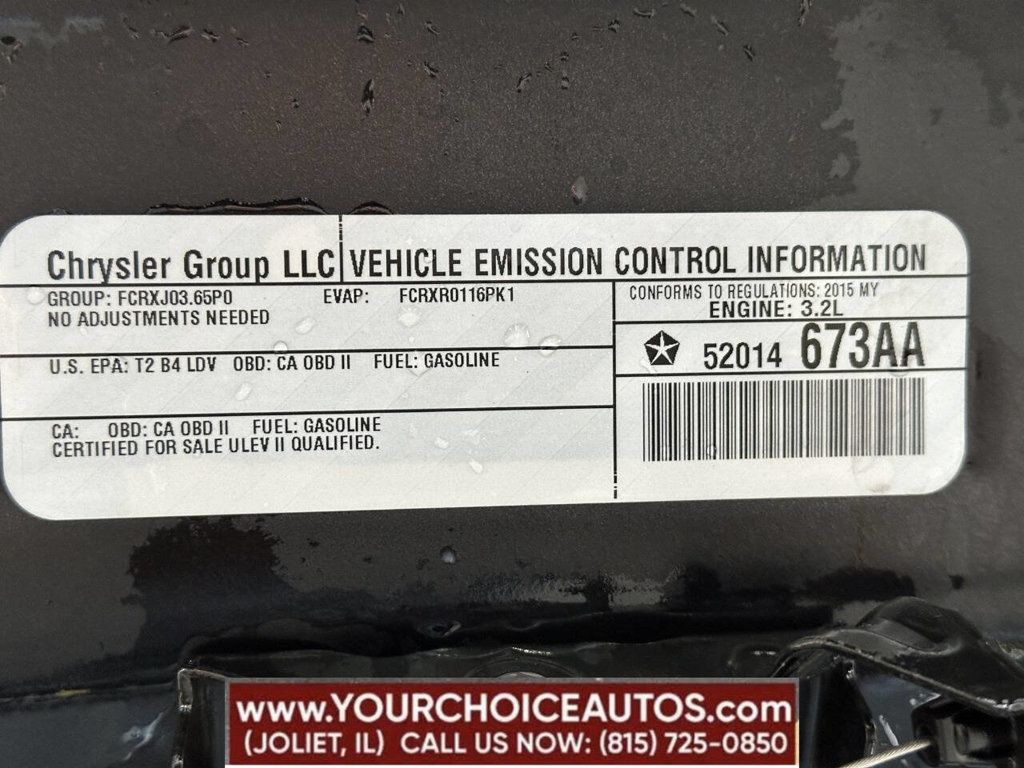 Chrysler Group LLC VEHICLE EMISSION CONTROL INFORMATION
GROUP: FCRXJ03.65P0 EVAP: FCRXR0116PK1
NO ADJUSTMENTS NEEDED
CONFORMS TO REGULATIONS: 2015 MY
ENGINE: 3.2L
52014 673AA
U.S. EPA: T2 B4 LDV OBD: CA OBD II FUEL: GASOLINE
CA: OBD: CA OBD II FUEL: GASOLINE
CERTIFIED FOR SALE ULEV II QUALIFIED.
www.YOURCHOICEAUTOS.com
(JOLIET, IL) CALL US NOW: (815) 725-0850